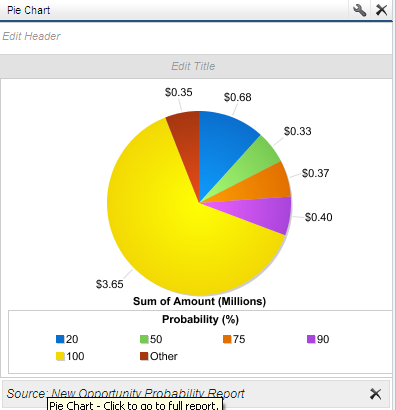 Pie Chart
Edit Header
Edit Title
$0.35
$0.68
$0.33
$0.37
$0.40
$3.65
Sum of Amount (Millions)
Probability (%)
20 50 75 90
100 Other
Source: New Opportunity Probability Report
Pie Chart - Click to go to full report.